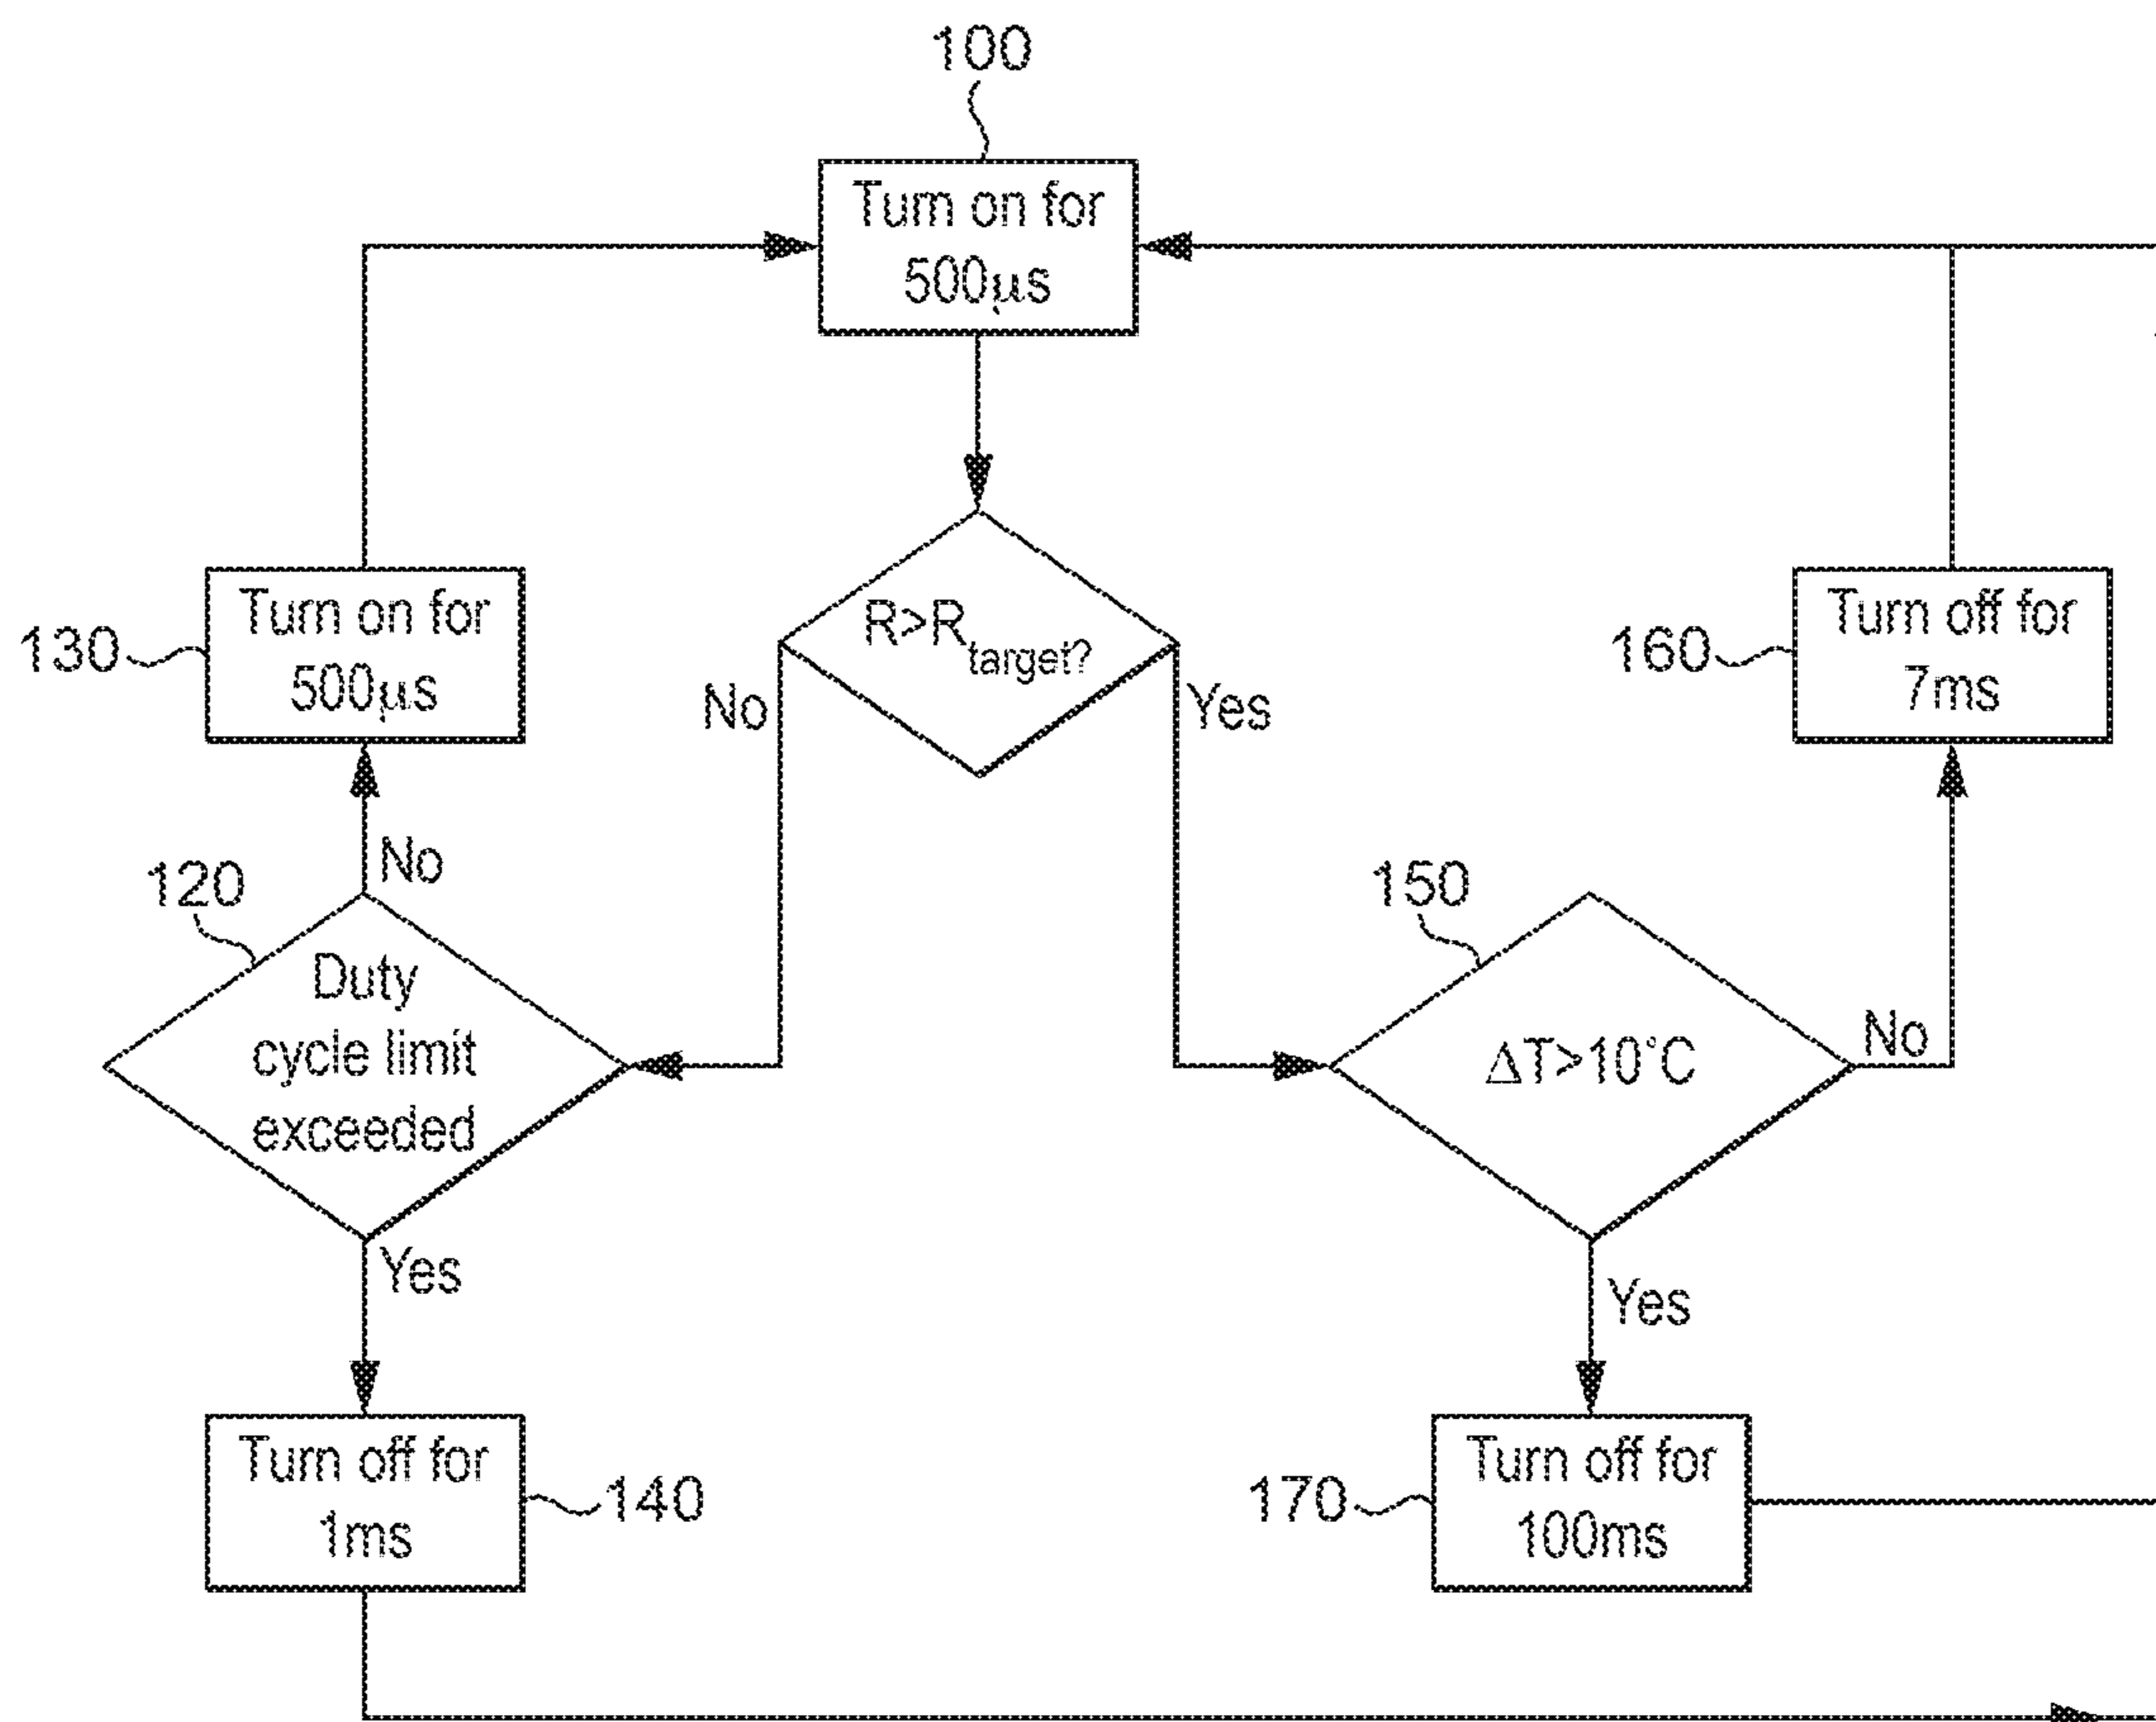 100
Turn on for
500µs
R>R target?
No
Yes
130
Turn on for
500µs
160
Turn off for
7ms
No
120
Duty
cycle limit
exceeded
150
ΔT>10°C
No
Yes
Yes
Turn off for
1ms
140
170
Turn off for
100ms